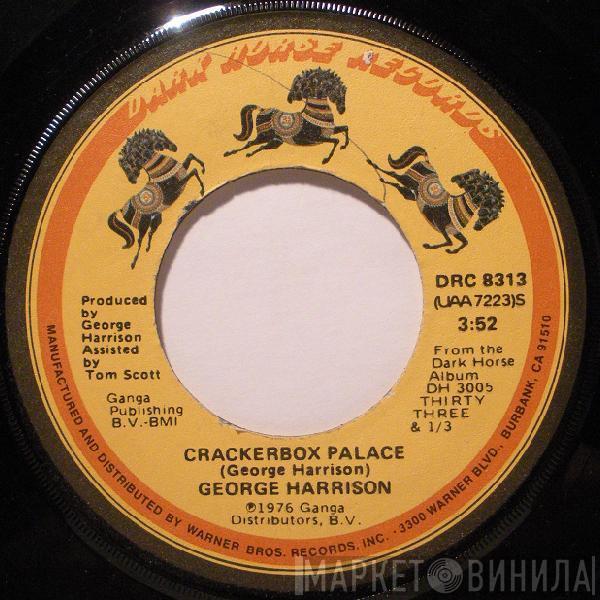 DARK HORSE RECORDS
DRC 8313
(UAA7223)S
3:52
Produced
by
George
Harrison
Assisted
by
Tom Scott
Ganga
Publishing
B.V.-BMI
From the
Dark Horse
Album
DH 3005
THIRTY
THREE
& 1/3
CRACKERBOX PALACE
(George Harrison)
GEORGE HARRISON
℗1976 Ganga
Distributors, B.V.
MANUFACTURED AND DISTRIBUTED BY WARNER BROS. RECORDS, INC. · 3300 WARNER BLVD., BURBANK, CA 91510
МАРКЕТ ВИНИЛА